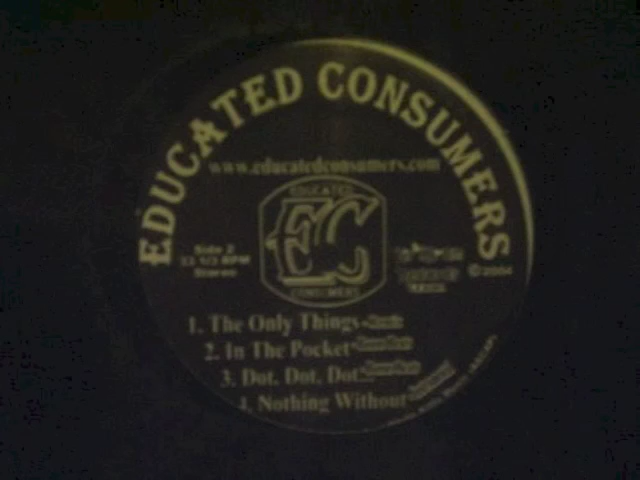 EDUCATED CONSUMERS
www.educatedconsumers.com
EDUCATED
EC
CONSUMERS
Side 2
33 1/3 RPM
Stereo
©2004
1. The Only Things
2. In The Pocket
3. Dot. Dot. Dot.
4. Nothing Without